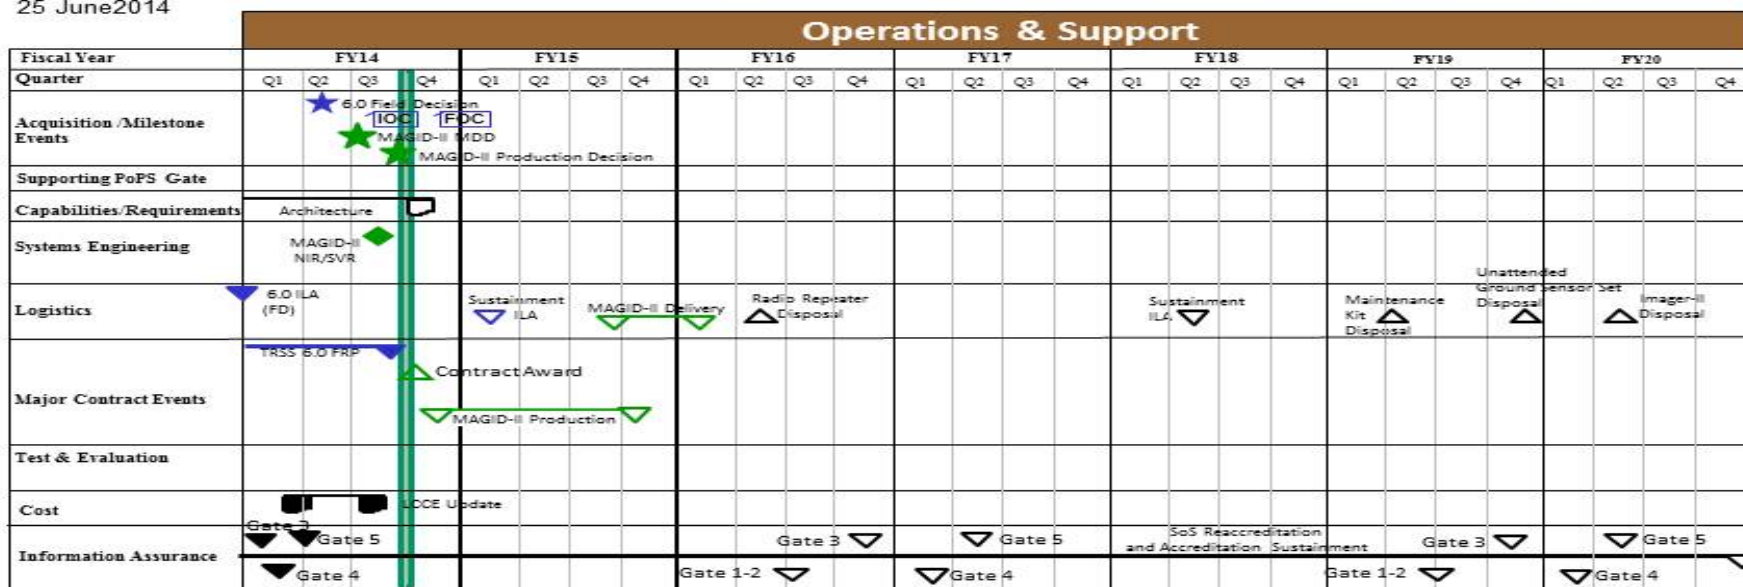 25 June2014
Operations & Support
Fiscal Year FY14 FY15 FY16 FY17 FY18 FY19 FY20
Quarter Q1 Q2 Q3 Q4 Q1 Q2 Q3 Q4 Q1 Q2 Q3 Q4 Q1 Q2 Q3 Q4 Q1 Q2 Q3 Q4 Q1 Q2 Q3 Q4 Q1 Q2 Q3 Q4
Acquisition /Milestone
Events
6.0 Field Decision
IOC FOC
MAGID-II MDD
MAGID-II Production Decision
Supporting PoPS Gate
Capabilities/Requirements Architecture
Systems Engineering
MAGID-II
NIR/SVR
Logistics
6.0 ILA
(FD)
Sustainment
ILA
MAGID-II Delivery
Radio Repeater
Disposal
Sustainment
ILA
Maintenance
Kit
Disposal
Unattended
Ground Sensor Set
Disposal
Imager-II
Disposal
Major Contract Events
TRSS 6.0 FRP
Contract Award
MAGID-II Production
Test & Evaluation
Cost
LCCE Update
Information Assurance
Gate 3
Gate 5
Gate 4
Gate 3
Gate 1-2
Gate 5
Gate 4
SoS Reaccreditation
and Accreditation Sustainment
Gate 3
Gate 1-2
Gate 5
Gate 4